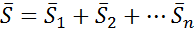 S̄ = S̄₁ + S̄₂ + ⋯ S̄ₙ